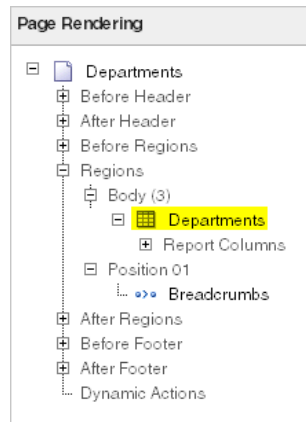 Page Rendering
Departments
Before Header
After Header
Before Regions
Regions
Body (3)
Departments
Report Columns
Position 01
Breadcrumbs
After Regions
Before Footer
After Footer
Dynamic Actions